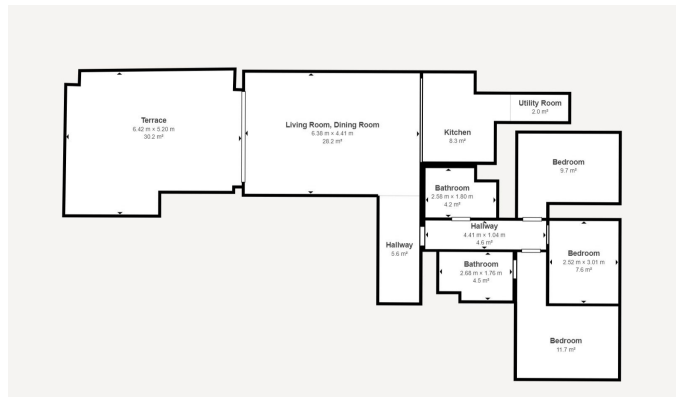 Terrace
6.42 m × 5.20 m
30.2 m²
Living Room, Dining Room
6.38 m × 4.41 m
28.2 m²
Kitchen
8.3 m²
Utility Room
2.0 m²
Bedroom
9.7 m²
Bathroom
2.58 m × 1.80 m
4.2 m²
Hallway
5.6 m²
Hallway
4.41 m × 1.04 m
4.6 m²
Bathroom
2.68 m × 1.76 m
4.5 m²
Bedroom
2.52 m × 3.01 m
7.6 m²
Bedroom
11.7 m²